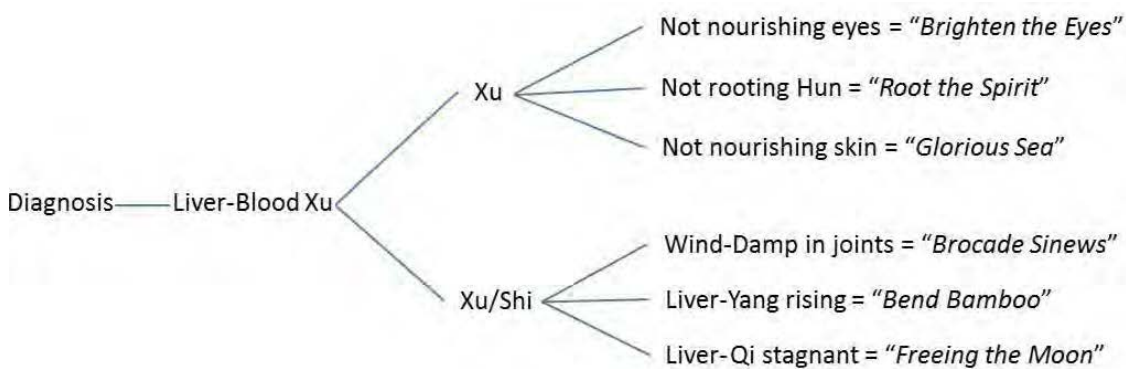 Not nourishing eyes = “Brighten the Eyes”
Xu
Not rooting Hun = “Root the Spirit”
Not nourishing skin = “Glorious Sea”
Diagnosis
Liver-Blood Xu
Wind-Damp in joints = “Brocade Sinews”
Xu/Shi
Liver-Yang rising = “Bend Bamboo”
Liver-Qi stagnant = “Freeing the Moon”